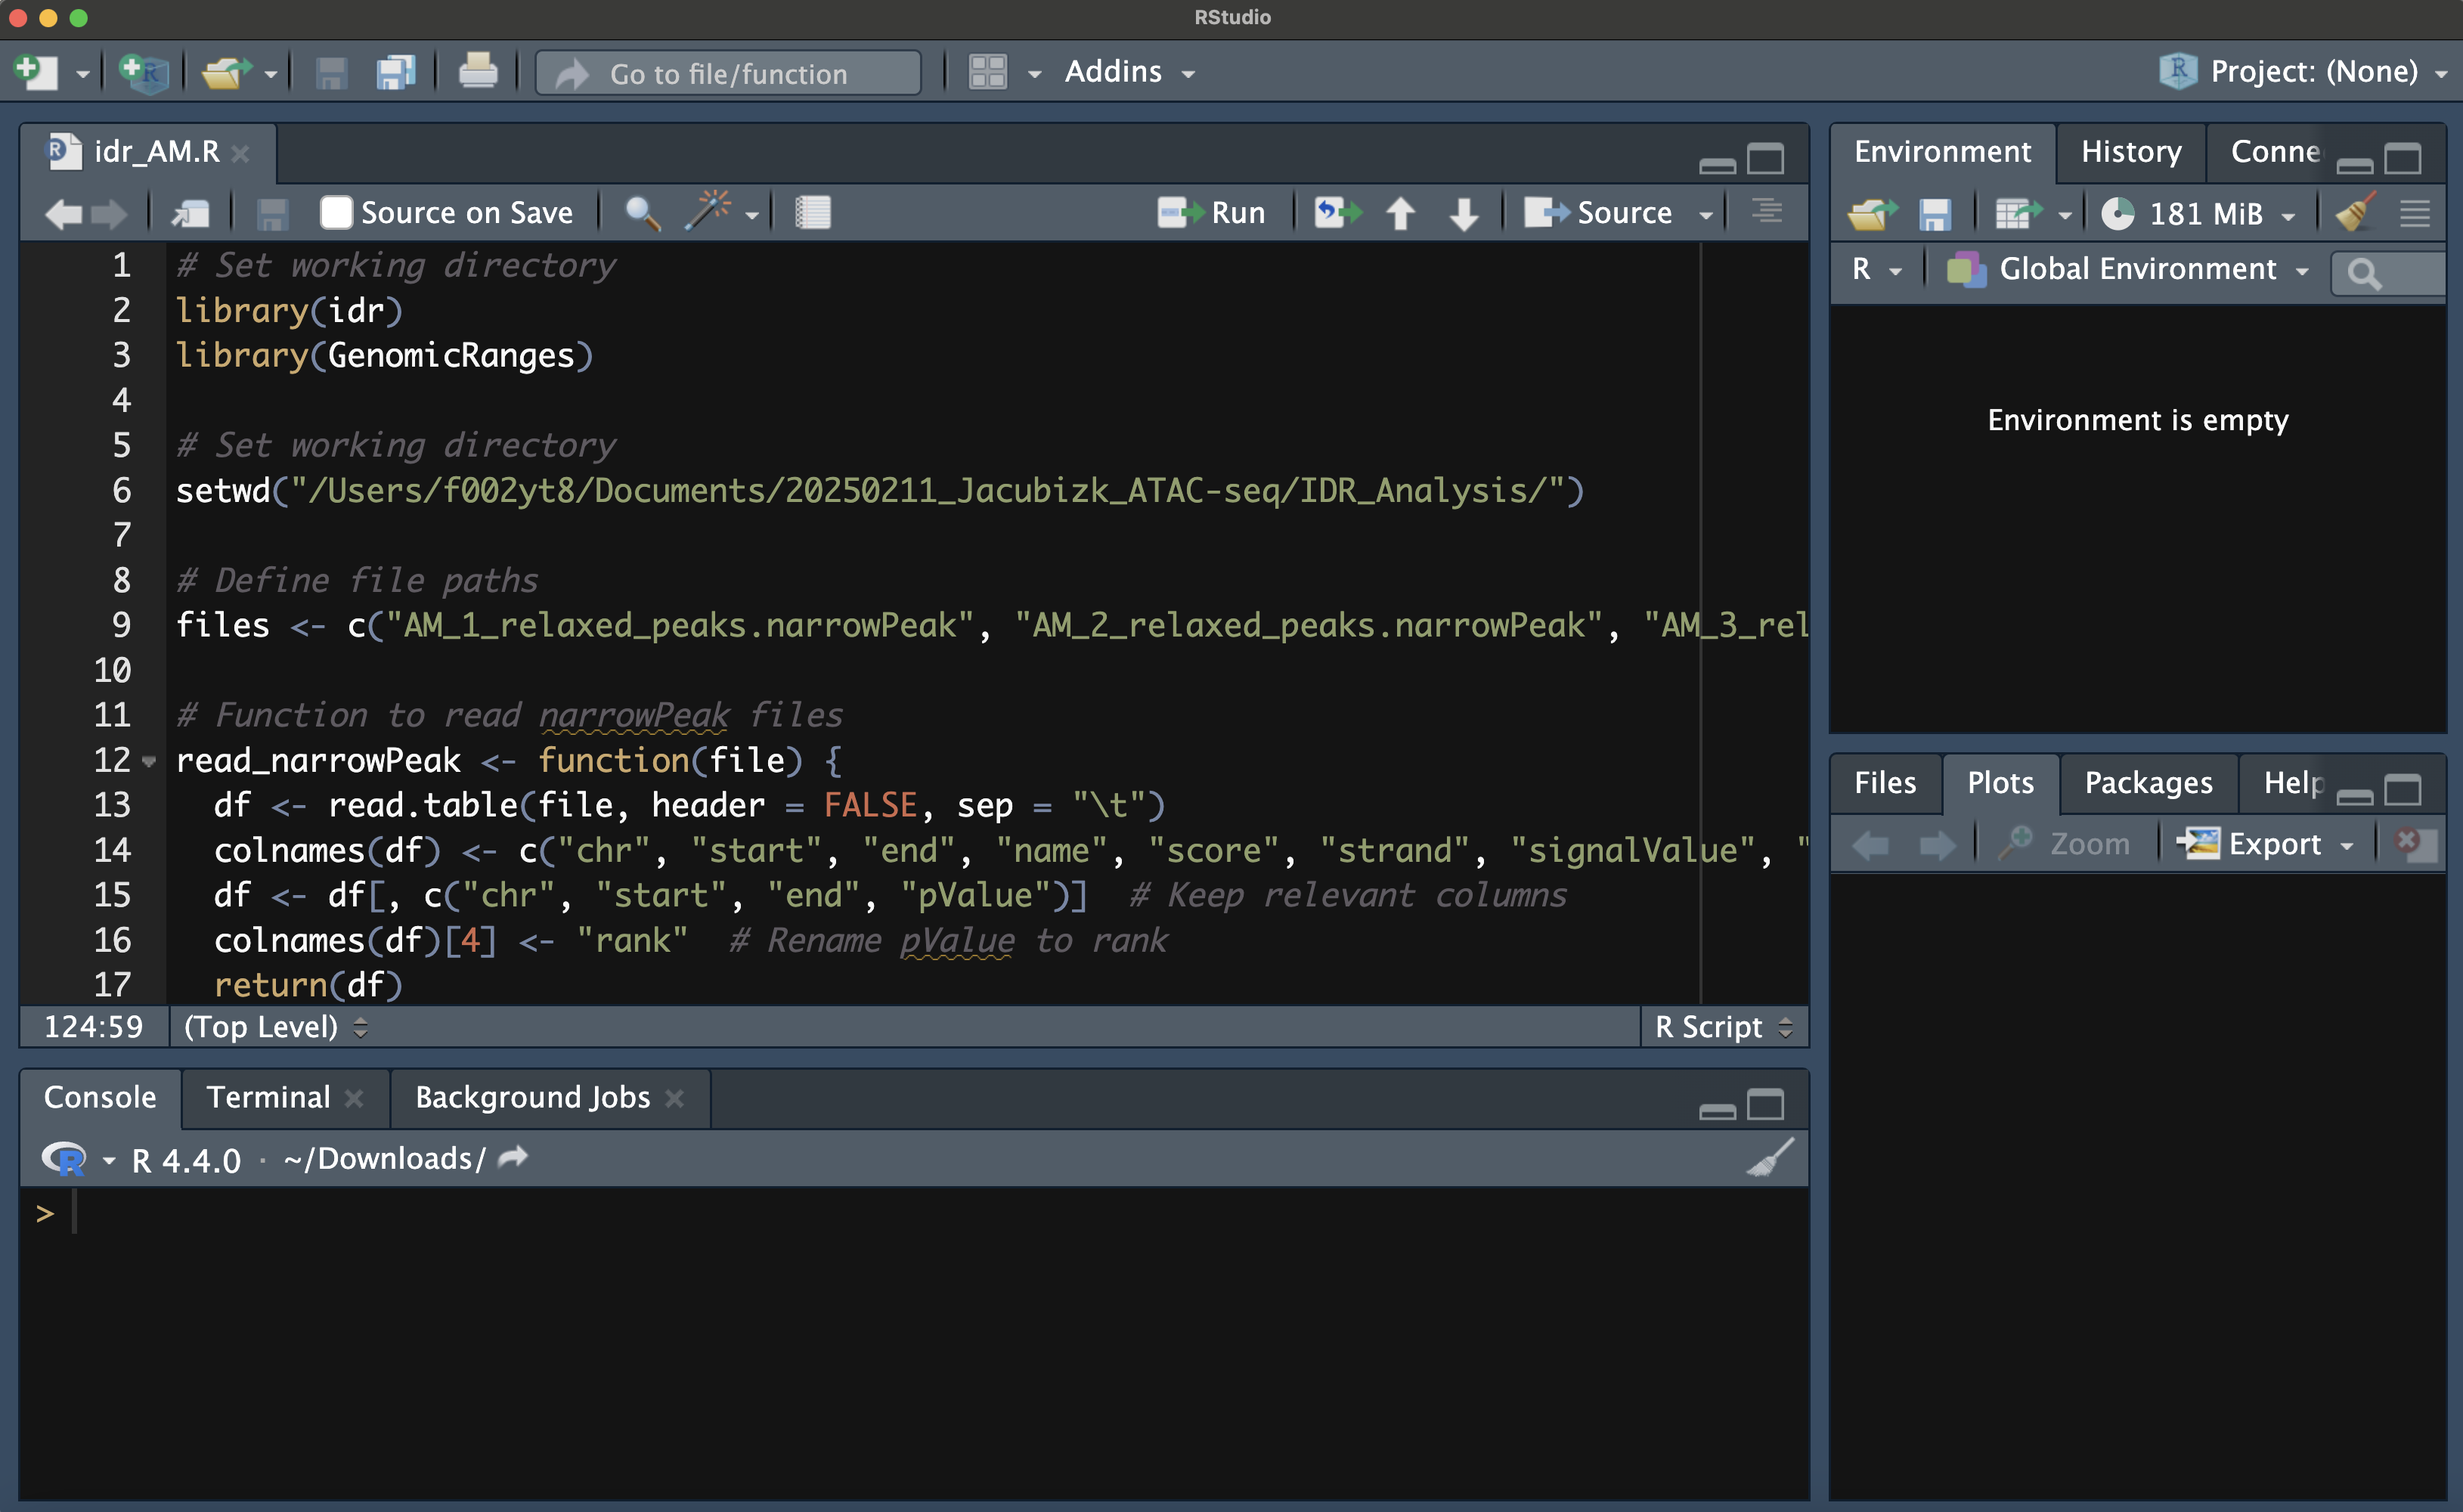 RStudio
Go to file/function
Addins
Project: (None)
idr_AM.R
Source on Save
Run
Source
1 # Set working directory
2 library(idr)
3 library(GenomicRanges)
4
5 # Set working directory
6 setwd("/Users/f002yt8/Documents/20250211_Jacubizk_ATAC-seq/IDR_Analysis/")
7
8 # Define file paths
9 files <- c("AM_1_relaxed_peaks.narrowPeak", "AM_2_relaxed_peaks.narrowPeak", "AM_3_rel
10
11 # Function to read narrowPeak files
12 read_narrowPeak <- function(file) {
13   df <- read.table(file, header = FALSE, sep = "\t")
14   colnames(df) <- c("chr", "start", "end", "name", "score", "strand", "signalValue", "
15   df <- df[, c("chr", "start", "end", "pValue")]  # Keep relevant columns
16   colnames(df)[4] <- "rank"  # Rename pValue to rank
17   return(df)
124:59 (Top Level)
R Script
Console Terminal Background Jobs
R 4.4.0 · ~/Downloads/
>
Environment History Conne
181 MiB
R Global Environment
Environment is empty
Files Plots Packages Help
Zoom Export